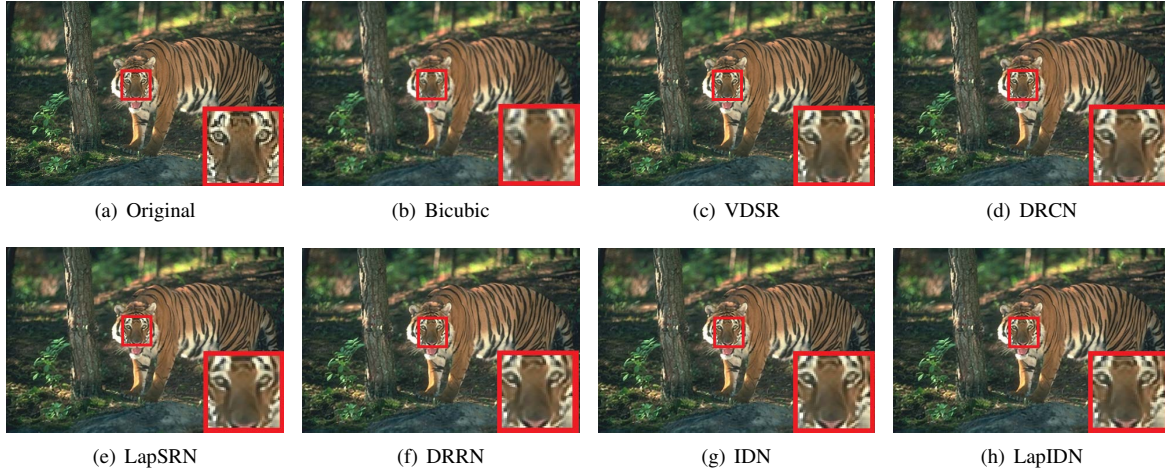 (a) Original
(b) Bicubic
(c) VDSR
(d) DRCN
(e) LapSRN
(f) DRRN
(g) IDN
(h) LapIDN